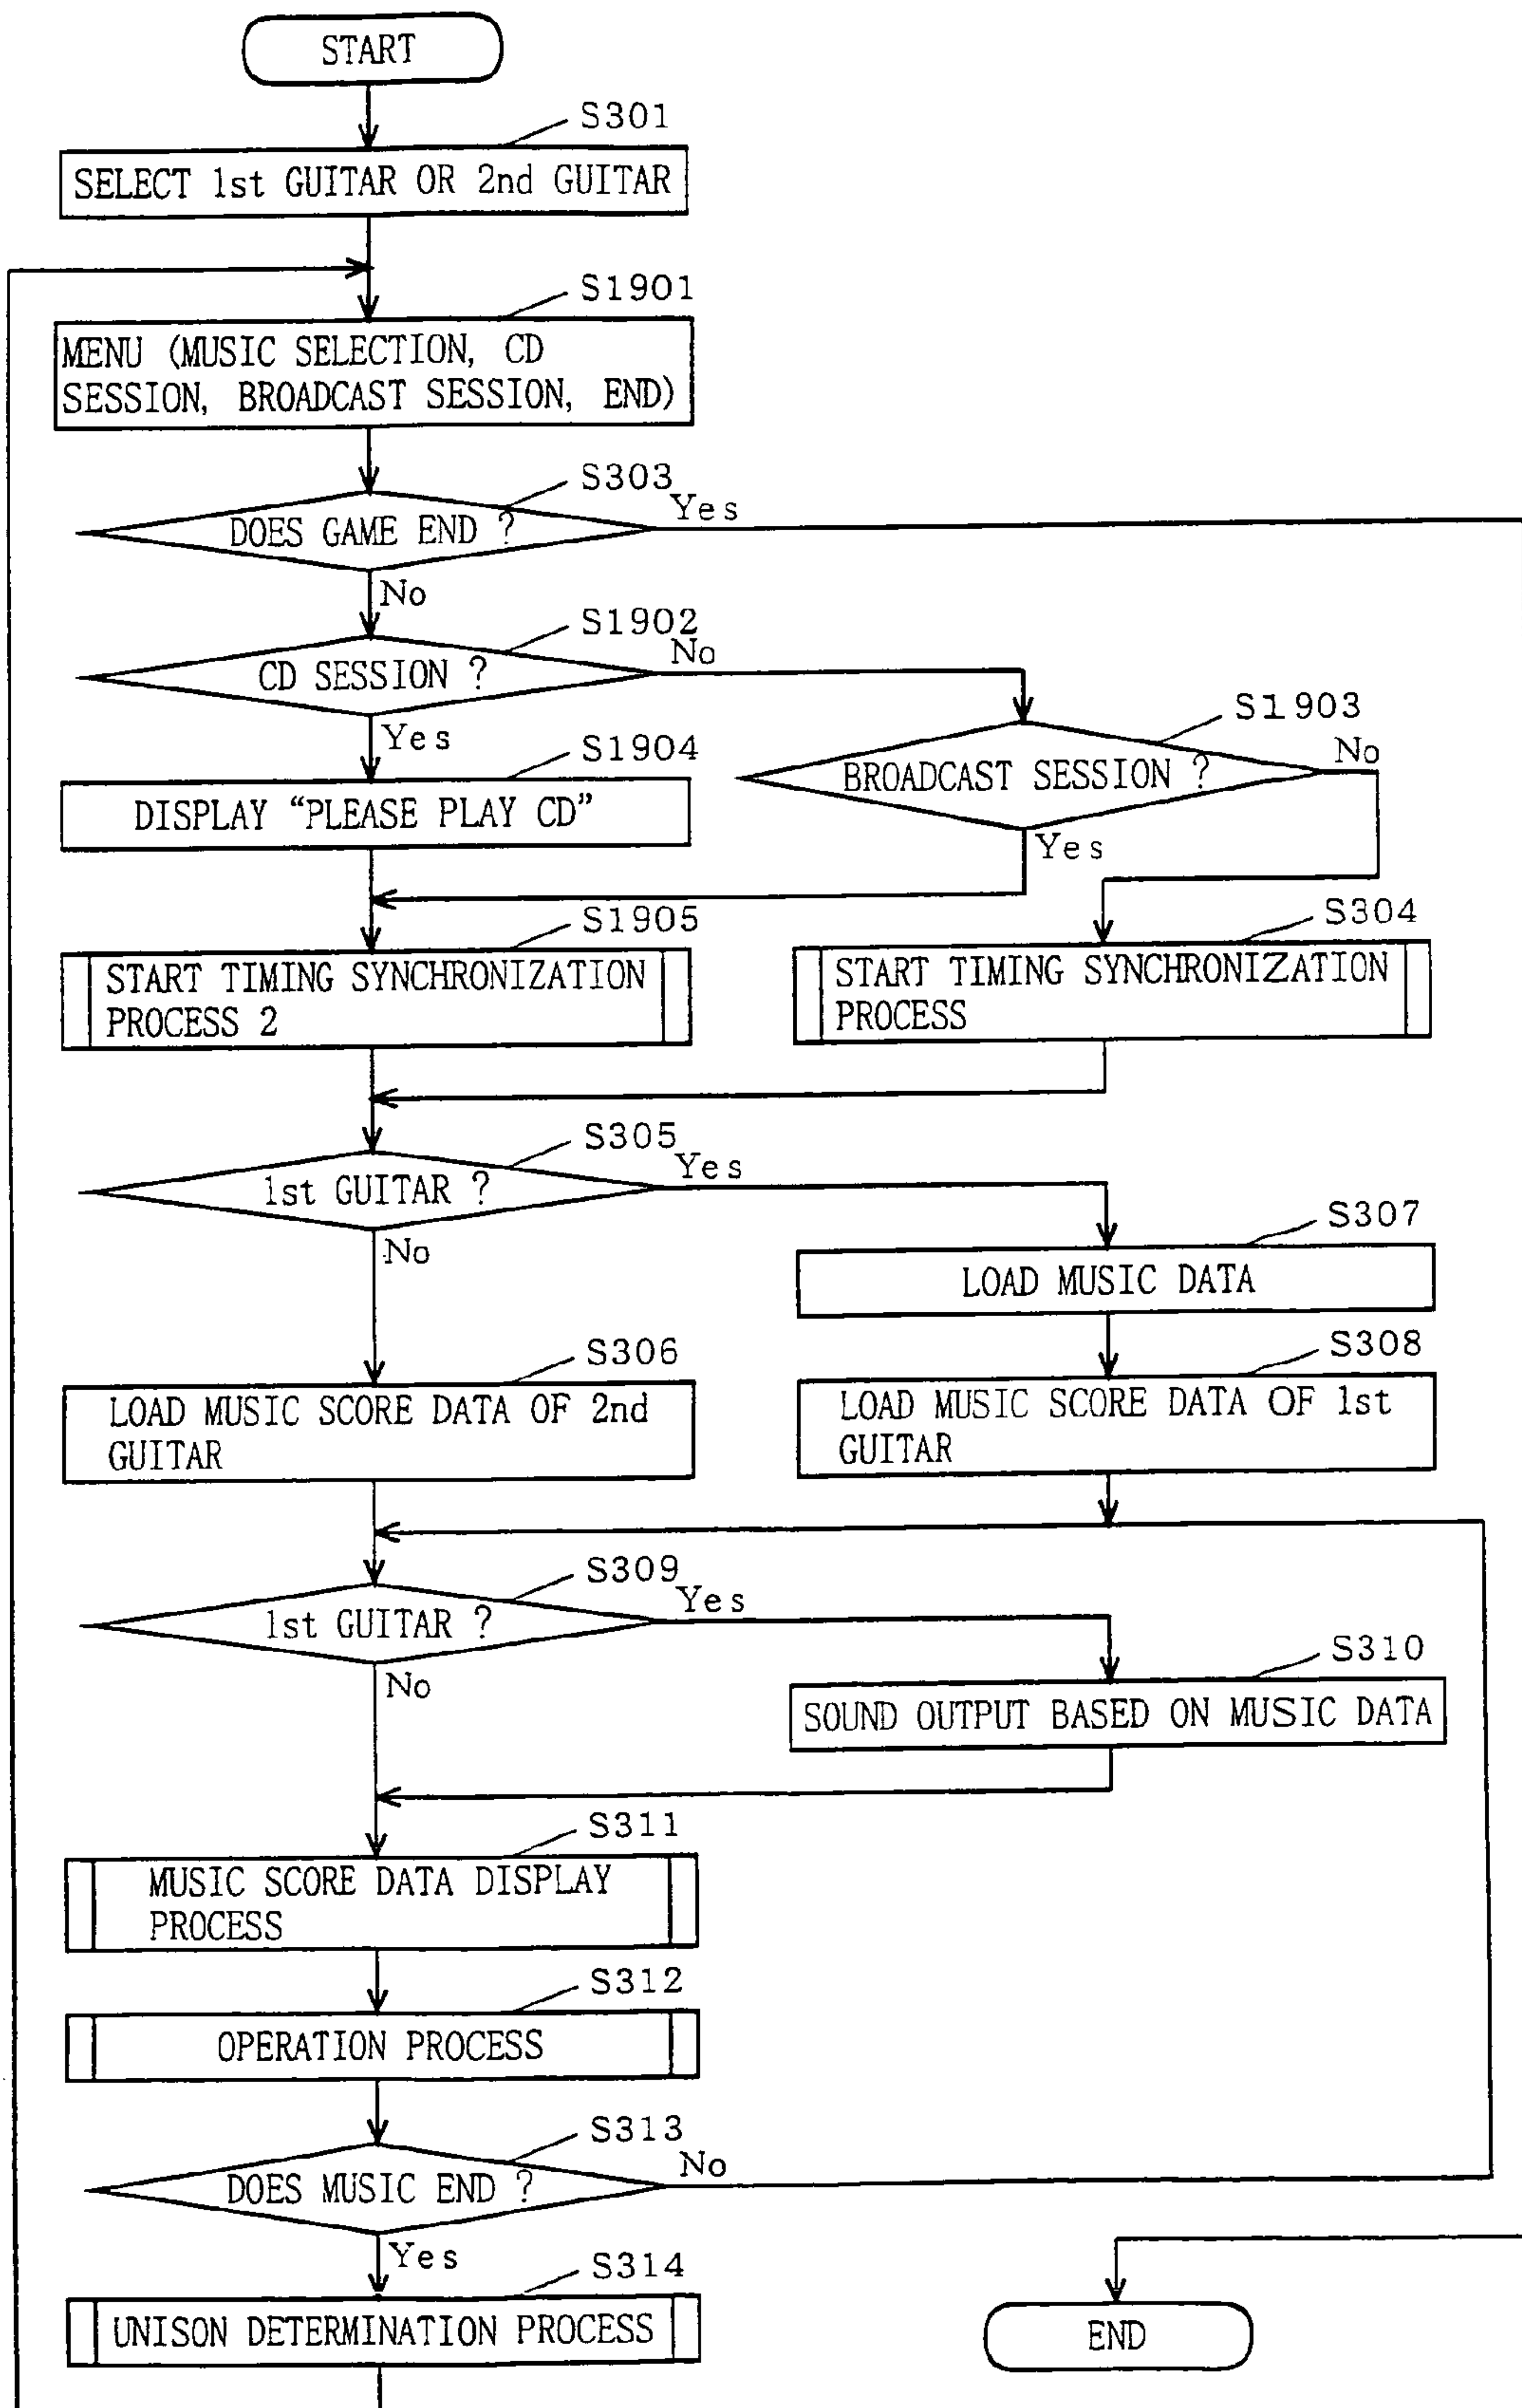 START
S301
SELECT 1st GUITAR OR 2nd GUITAR
S1901
MENU (MUSIC SELECTION, CD
SESSION, BROADCAST SESSION, END)
S303
DOES GAME END ?
Yes
No
S1902
CD SESSION ?
No
Yes
S1903
BROADCAST SESSION ?
No
Yes
S1904
DISPLAY “PLEASE PLAY CD”
S1905
START TIMING SYNCHRONIZATION
PROCESS 2
S304
START TIMING SYNCHRONIZATION
PROCESS
S305
1st GUITAR ?
Yes
No
S307
LOAD MUSIC DATA
S306
LOAD MUSIC SCORE DATA OF 2nd
GUITAR
S308
LOAD MUSIC SCORE DATA OF 1st
GUITAR
S309
1st GUITAR ?
Yes
No
S310
SOUND OUTPUT BASED ON MUSIC DATA
S311
MUSIC SCORE DATA DISPLAY
PROCESS
S312
OPERATION PROCESS
S313
DOES MUSIC END ?
No
Yes
S314
UNISON DETERMINATION PROCESS
END